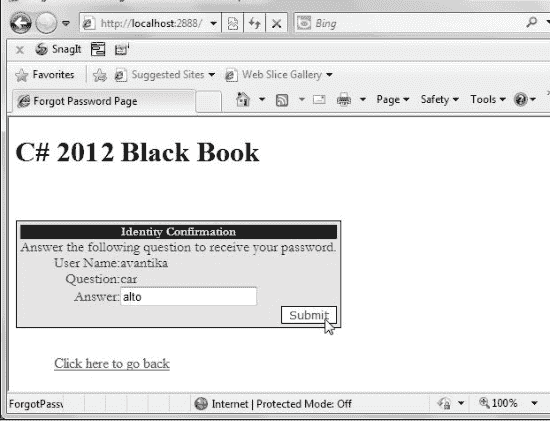 http://localhost:2888/
Bing
SnagIt
Favorites
Suggested Sites
Web Slice Gallery
Forgot Password Page
Page
Safety
Tools
C# 2012 Black Book
Identity Confirmation
Answer the following question to receive your password.
User Name:avantika
Question:car
Answer:alto
Submit
Click here to go back
ForgotPassw
Internet | Protected Mode: Off
100%